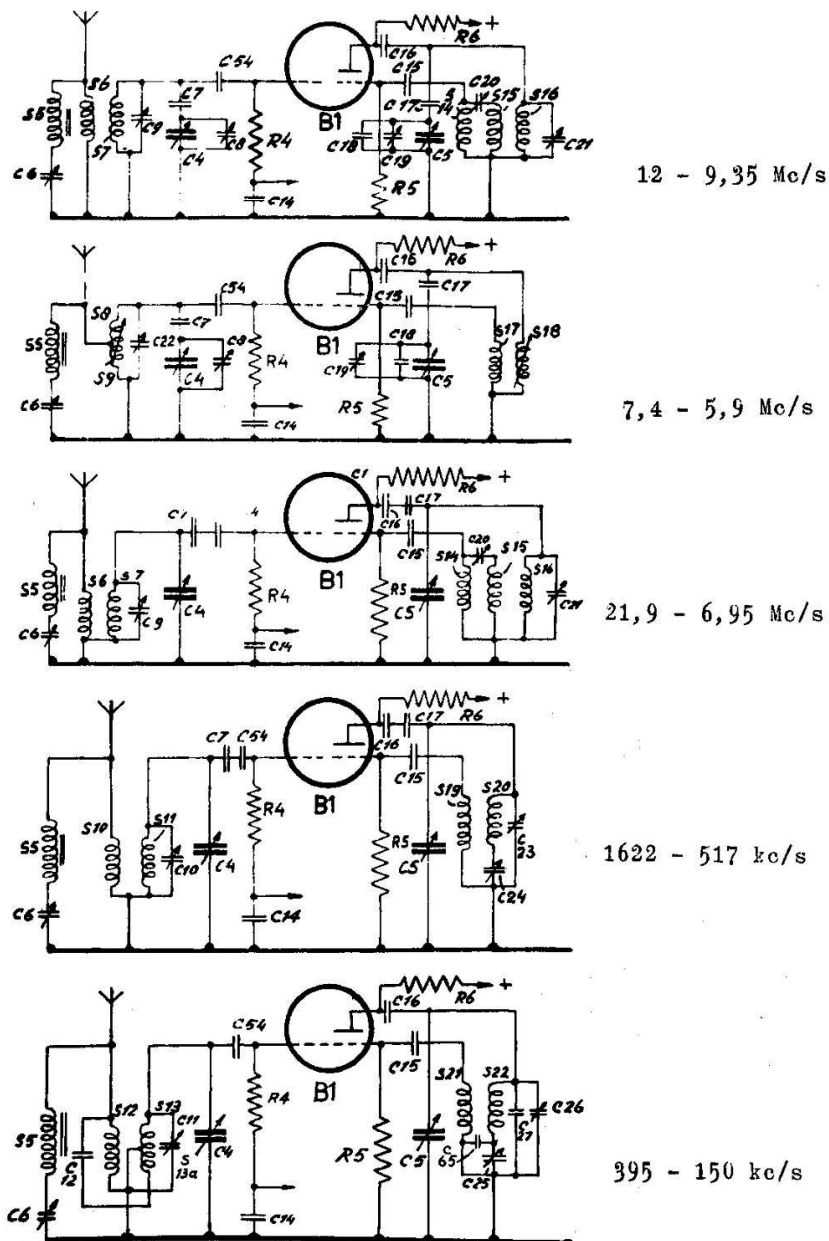 R6 +
C16
C54 C15
S6 C7 C20 S16
S5 S14 S15
C9 C17
S7 C4 C8 R4 B1 C18 C5 C21
C6 C19
R5
C14
12 - 9,35 Mc/s
C16 R6 +
C54 C15 C17
S8 C7
S5 C22 C8 B1 C18 S17 S18
S9 C4 R4 C19 C5
C6 R5
C14
7,4 - 5,9 Mc/s
C1 R6 +
C16 C17
C7 4 C15 C20
S6 S7 S14 S15
S5 C4 R4 B1 R5 C5 S16
C6 C9 C21
C14
21,9 - 6,95 Mc/s
C17 R6 +
C16
C7 C54 C15
S10 S11 R4 B1 S19 S20
S5 C10 C4 R5 C5 C23
C24
C6 C14
1622 - 517 kc/s
C16 R6 +
C54 C15
S12 S13 C11 R4 B1 S21 S22 C26
S5 C12 S13a C4 R5 C5 C65 C27
C25
C6 C14
395 - 150 kc/s